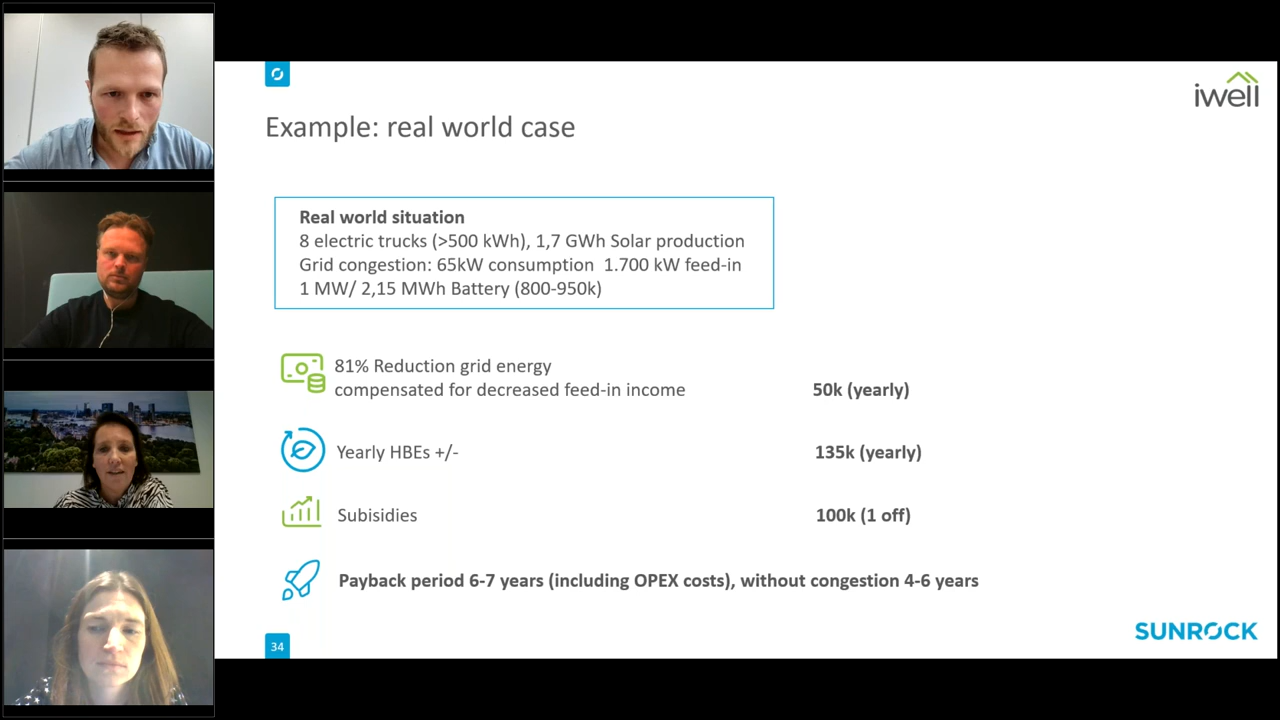 iwell
Example: real world case
Real world situation
8 electric trucks (>500 kWh), 1,7 GWh Solar production
Grid congestion: 65kW consumption 1.700 kW feed-in
1 MW/ 2,15 MWh Battery (800-950k)
81% Reduction grid energy
compensated for decreased feed-in income 50k (yearly)
Yearly HBEs +/- 135k (yearly)
Subisidies 100k (1 off)
Payback period 6-7 years (including OPEX costs), without congestion 4-6 years
34
SUNROCK